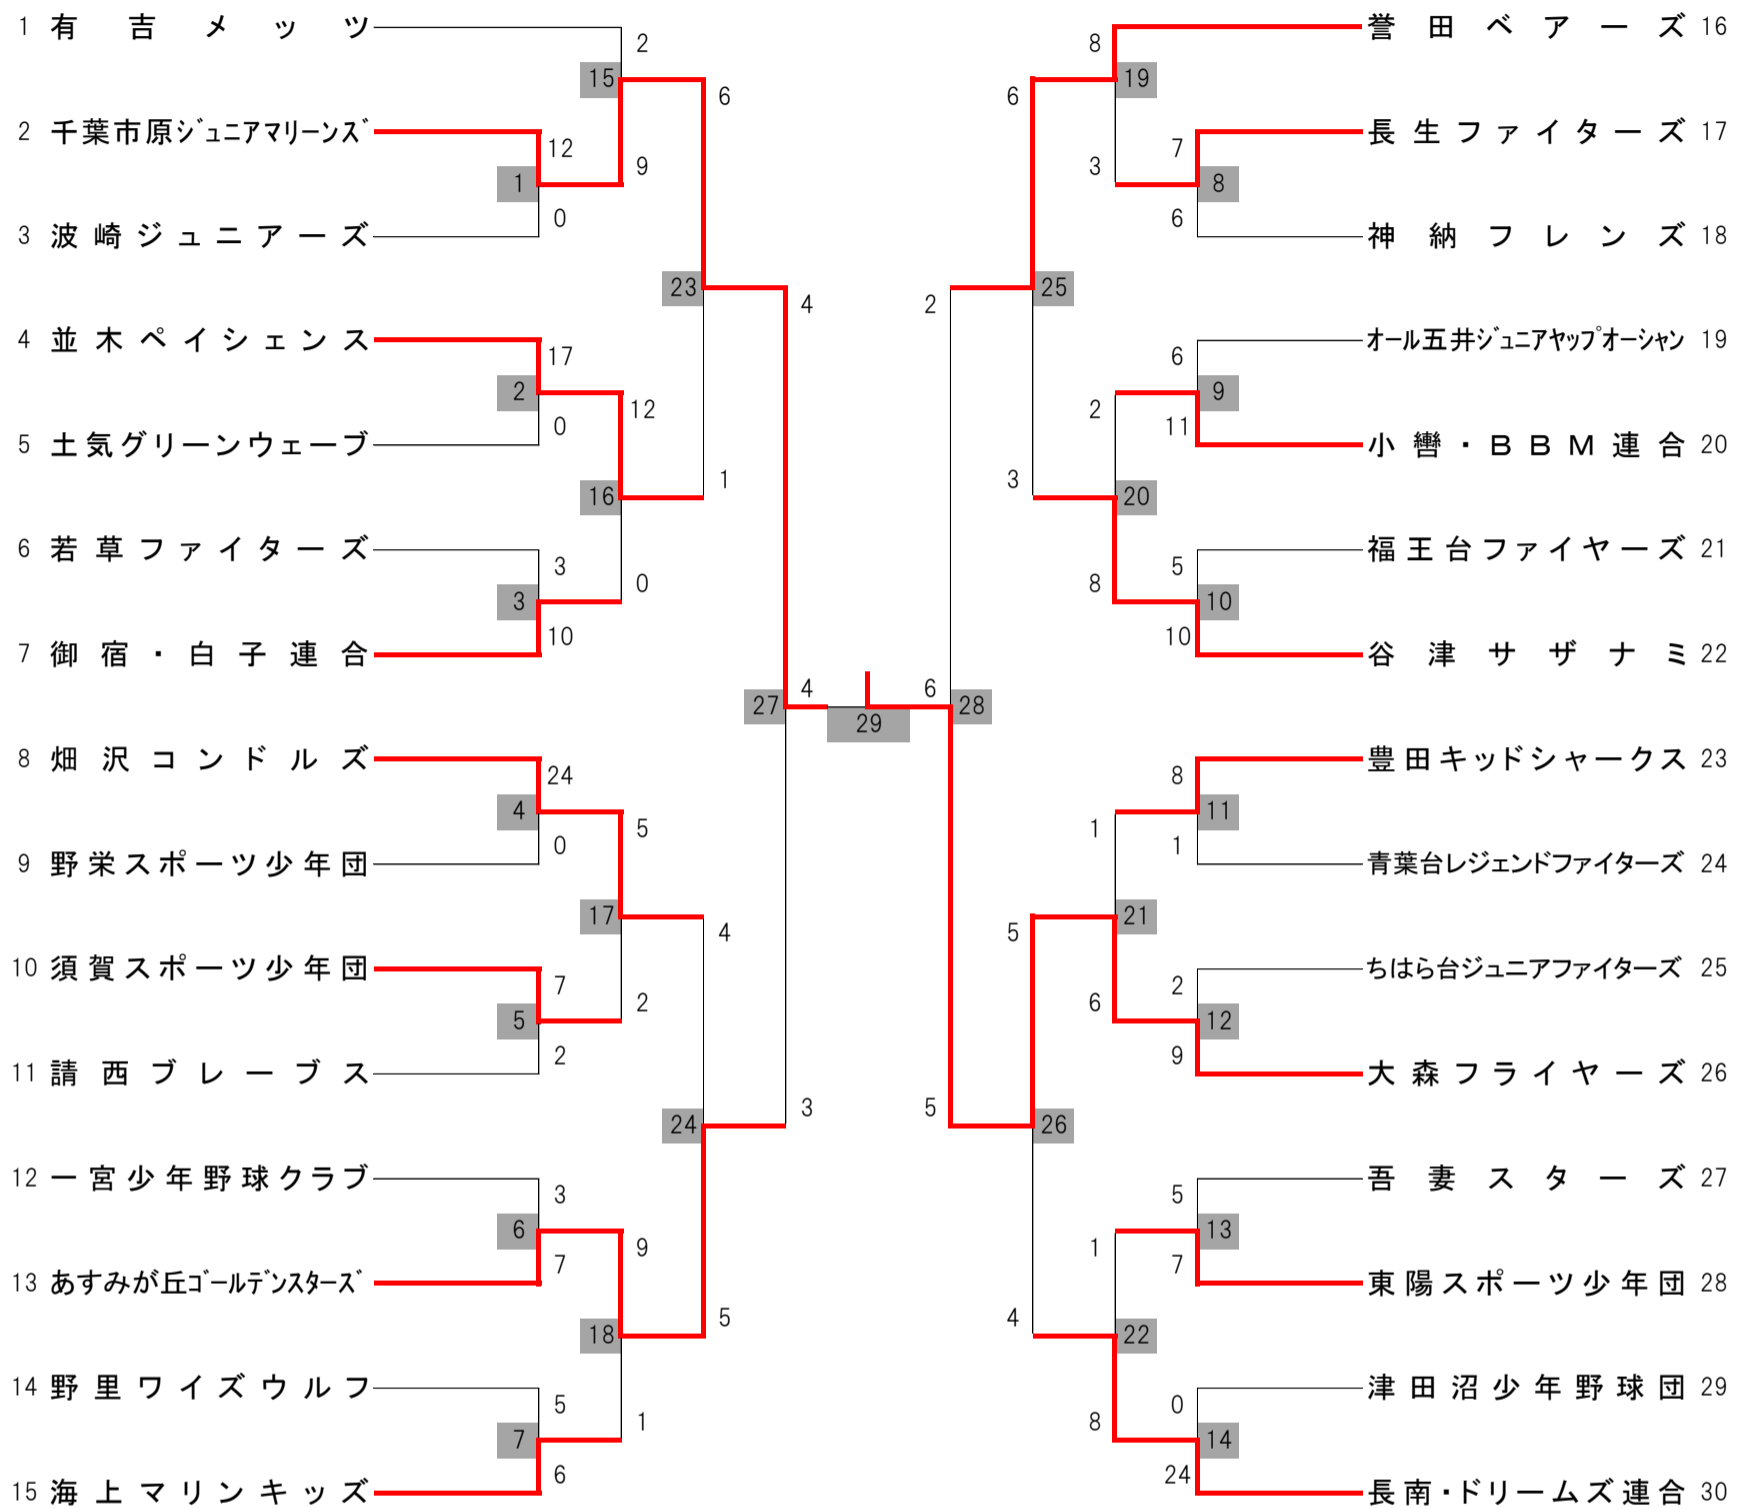 1 有吉メッツ
2
8
誉田ベアーズ 16
15
19
6
6
2 千葉市原ジュニアマリーンズ
12
9
3
7
長生ファイターズ 17
1
8
0
6
3 波崎ジュニアーズ
神納フレンズ 18
23
25
4
2
4 並木ペイシェンス
17
6
オール五井ジュニアヤップオーシャン 19
2
9
12
2
0
11
5 土気グリーンウェーブ
小轡・BBM連合 20
1
3
16
20
6 若草ファイターズ
3
0
8
5
福王台ファイヤーズ 21
3
10
10
10
7 御宿・白子連合
谷津サザナミ 22
27
4
6
28
29
8 畑沢コンドルズ
24
8
豊田キッドシャークス 23
4
11
5
1
0
1
9 野栄スポーツ少年団
青葉台レジェンドファイターズ 24
17
21
4
5
10 須賀スポーツ少年団
7
2
6
2
ちはら台ジュニアファイターズ 25
5
12
2
9
11 請西ブレーブス
大森フライヤーズ 26
3
5
24
26
12 一宮少年野球クラブ
3
5
吾妻スターズ 27
6
13
9
1
7
7
13 あすみが丘ゴールデンスターズ
東陽スポーツ少年団 28
5
4
18
22
14 野里ワイズウルフ
5
1
8
0
津田沼少年野球団 29
7
14
6
24
15 海上マリンキッズ
長南・ドリームズ連合 30